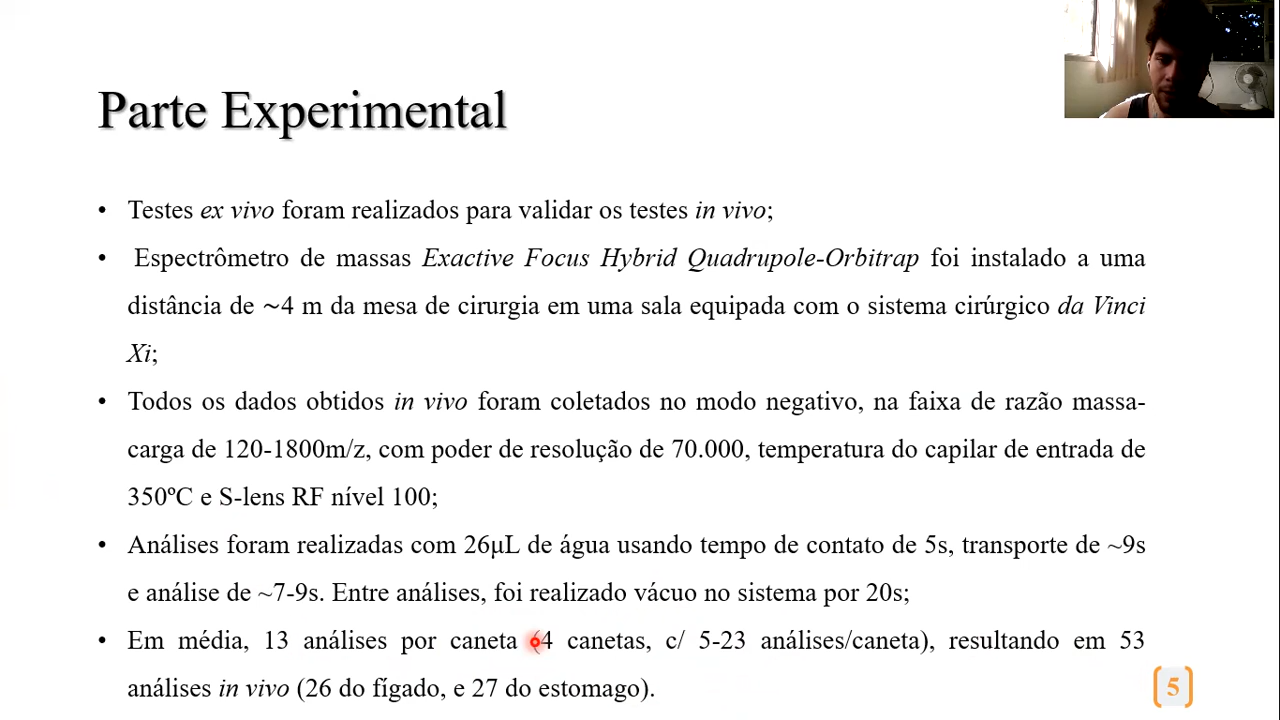 Parte Experimental
• Testes ex vivo foram realizados para validar os testes in vivo;
• Espectrômetro de massas Exactive Focus Hybrid Quadrupole-Orbitrap foi instalado a uma
distância de ~4 m da mesa de cirurgia em uma sala equipada com o sistema cirúrgico da Vinci
Xi;
• Todos os dados obtidos in vivo foram coletados no modo negativo, na faixa de razão massa-
carga de 120-1800m/z, com poder de resolução de 70.000, temperatura do capilar de entrada de
350ºC e S-lens RF nível 100;
• Análises foram realizadas com 26μL de água usando tempo de contato de 5s, transporte de ~9s
e análise de ~7-9s. Entre análises, foi realizado vácuo no sistema por 20s;
• Em média, 13 análises por caneta (4 canetas, c/ 5-23 análises/caneta), resultando em 53
análises in vivo (26 do fígado, e 27 do estomago).
5